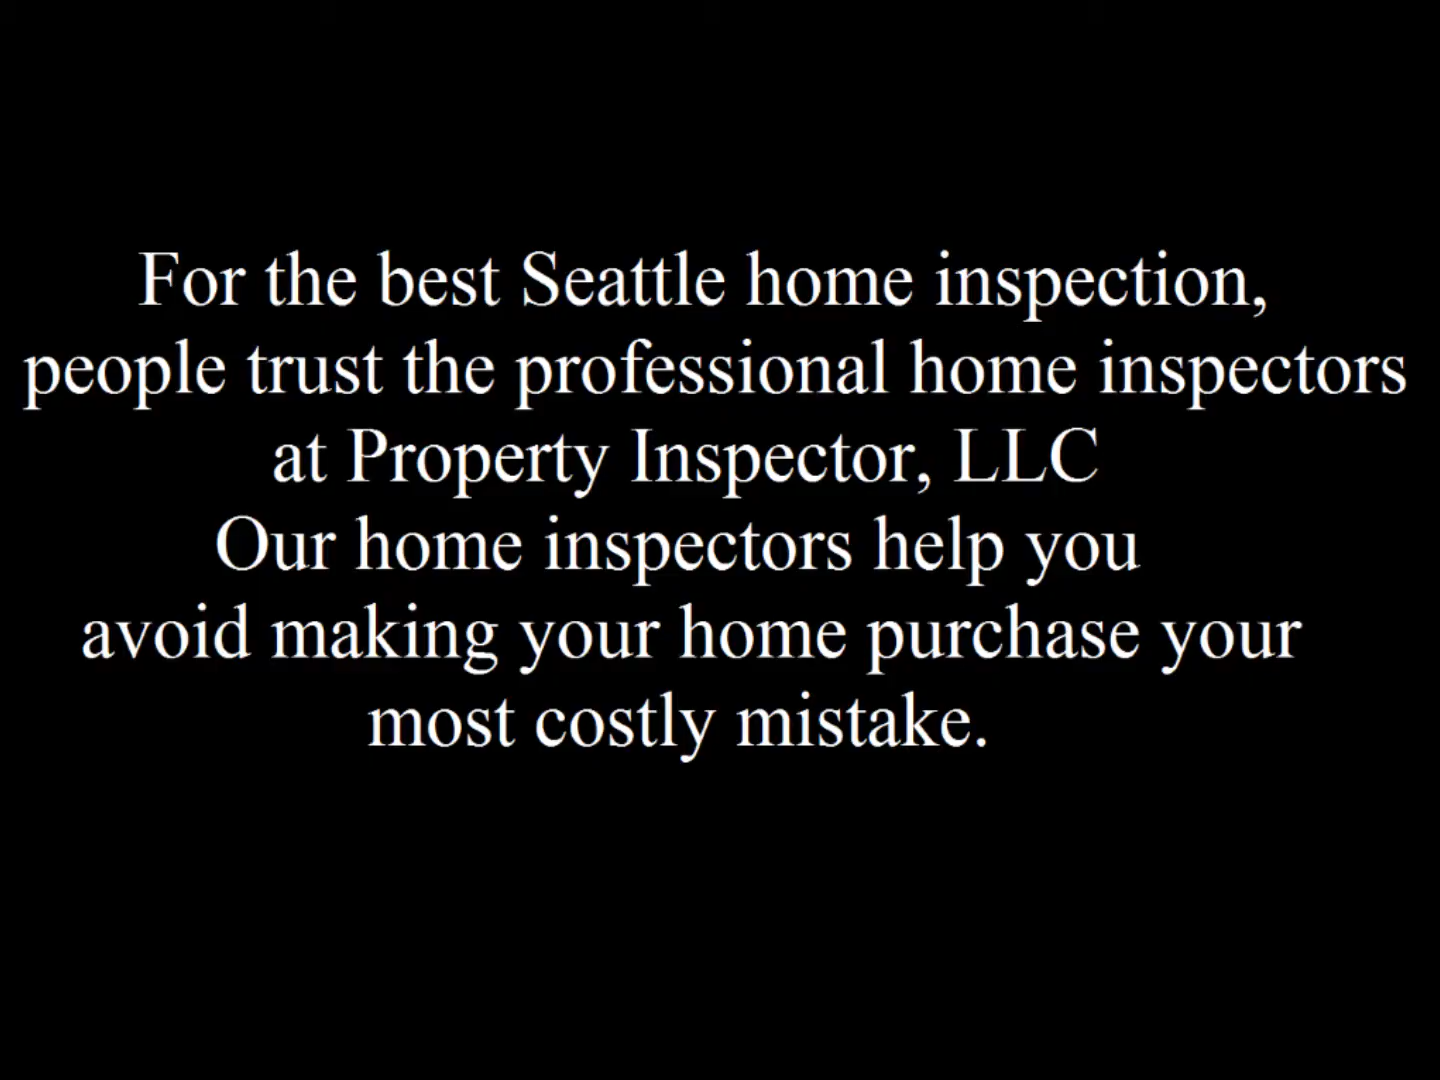 For the best Seattle home inspection,
people trust the professional home inspectors
at Property Inspector, LLC
Our home inspectors help you
avoid making your home purchase your
most costly mistake.